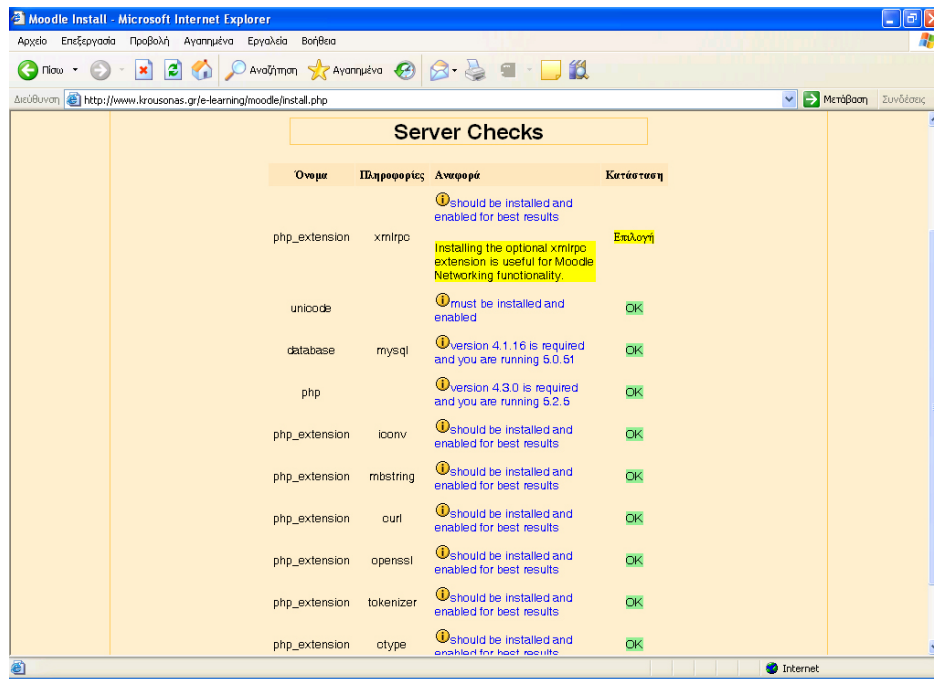 Moodle Install - Microsoft Internet Explorer
Αρχείο Επεξεργασία Προβολή Αγαπημένα Εργαλεία Βοήθεια
Πίσω Αναζήτηση Αγαπημένα
Διεύθυνση http://www.krousonas.gr/e-learning/moodle/install.php Μετάβαση Συνδέσεις
Server Checks
Όνομα Πληροφορίες Αναφορά Κατάσταση
php_extension xmlrpc should be installed and
enabled for best results
Επιλογή
Installing the optional xmlrpc
extension is useful for Moodle
Networking functionality.
unicode must be installed and
enabled OK
database mysql version 4.1.16 is required
and you are running 5.0.51 OK
php version 4.3.0 is required
and you are running 5.2.5 OK
php_extension iconv should be installed and
enabled for best results OK
php_extension mbstring should be installed and
enabled for best results OK
php_extension curl should be installed and
enabled for best results OK
php_extension openssl should be installed and
enabled for best results OK
php_extension tokenizer should be installed and
enabled for best results OK
php_extension ctype should be installed and
enabled for best results OK
Internet